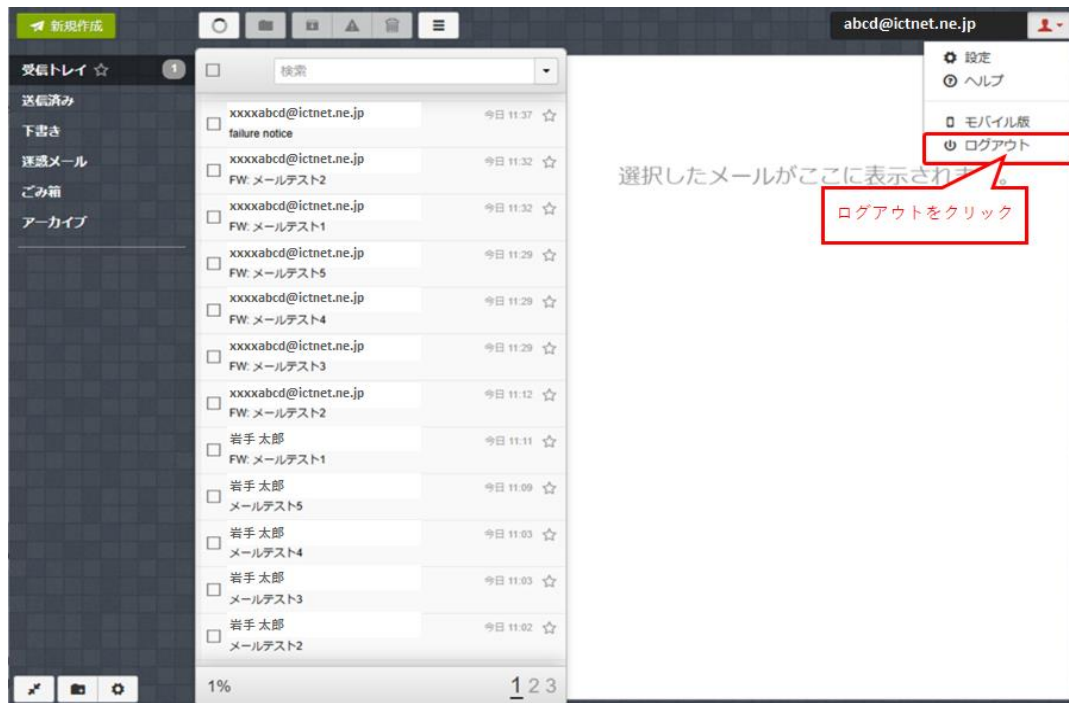 新規作成
abcd@ictnet.ne.jp
受信トレイ
1
送信済み
下書き
迷惑メール
ごみ箱
アーカイブ
検索
xxxxabcd@ictnet.ne.jp 今日 11:37
failure notice
xxxxabcd@ictnet.ne.jp 今日 11:32
FW: メールテスト2
xxxxabcd@ictnet.ne.jp 今日 11:32
FW: メールテスト1
xxxxabcd@ictnet.ne.jp 今日 11:29
FW: メールテスト5
xxxxabcd@ictnet.ne.jp 今日 11:29
FW: メールテスト4
xxxxabcd@ictnet.ne.jp 今日 11:29
FW: メールテスト3
xxxxabcd@ictnet.ne.jp 今日 11:12
FW: メールテスト2
岩手 太郎 今日 11:11
FW: メールテスト1
岩手 太郎 今日 11:09
メールテスト5
岩手 太郎 今日 11:03
メールテスト4
岩手 太郎 今日 11:03
メールテスト3
岩手 太郎 今日 11:02
メールテスト2
1%
1 2 3
設定
ヘルプ
モバイル版
ログアウト
選択したメールがここに表示されます。
ログアウトをクリック